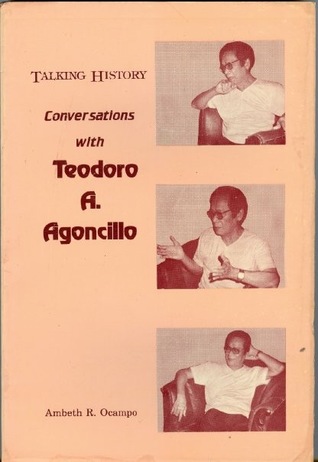 TALKING HISTORY
Conversations
with
Teodoro
A.
Agoncillo
Ambeth R. Ocampo